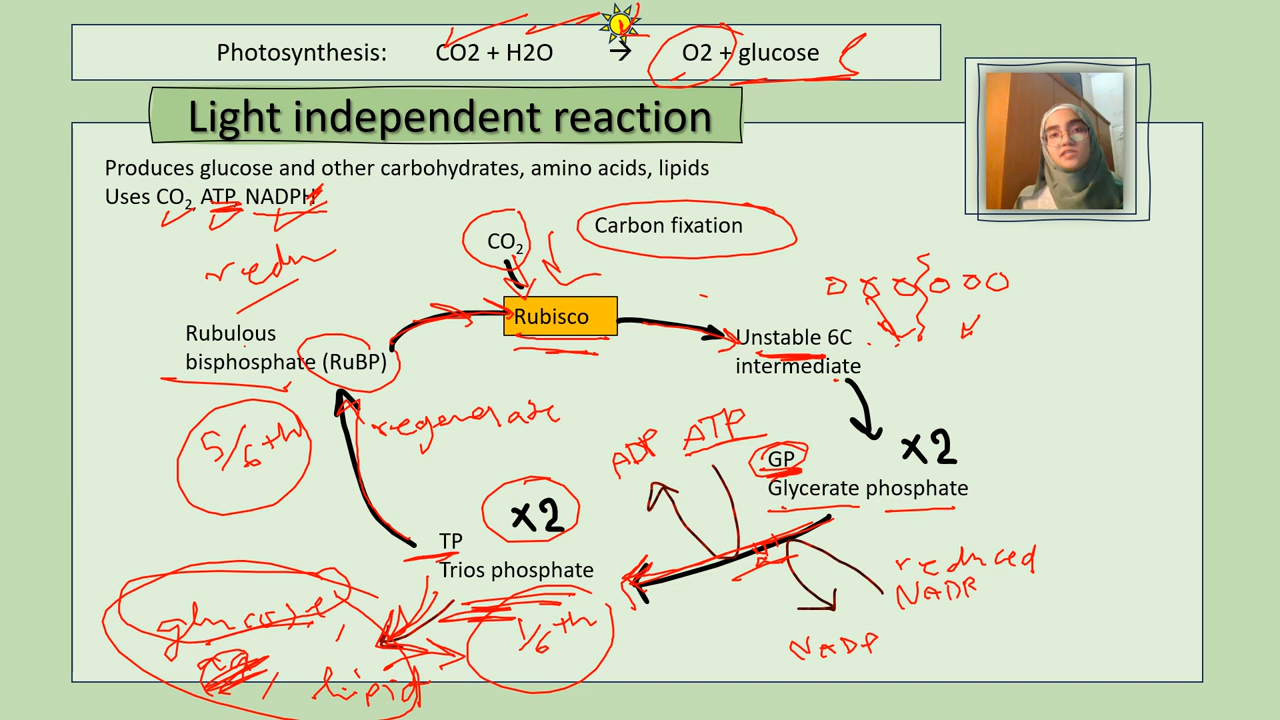 Photosynthesis: CO2 + H2O → O2 + glucose
Light independent reaction
Produces glucose and other carbohydrates, amino acids, lipids
Uses CO2, ATP, NADPH
redn
CO2
Carbon fixation
Rubisco
Rubulous
bisphosphate (RuBP)
Unstable 6C
intermediate
5/6th
regenerate
ADP
ATP
x2
GP
Glycerate phosphate
x2
TP
Trios phosphate
reduced
NADP
NADP
1/6th
glucose,
, lipid